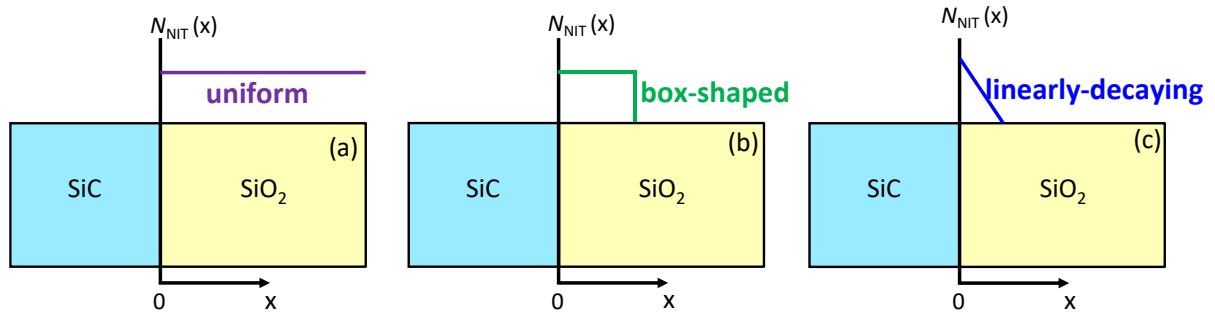 N_NIT (x)
uniform
(a)
SiC
SiO₂
0
x
N_NIT (x)
box-shaped
(b)
SiC
SiO₂
0
x
N_NIT (x)
linearly-decaying
(c)
SiC
SiO₂
0
x